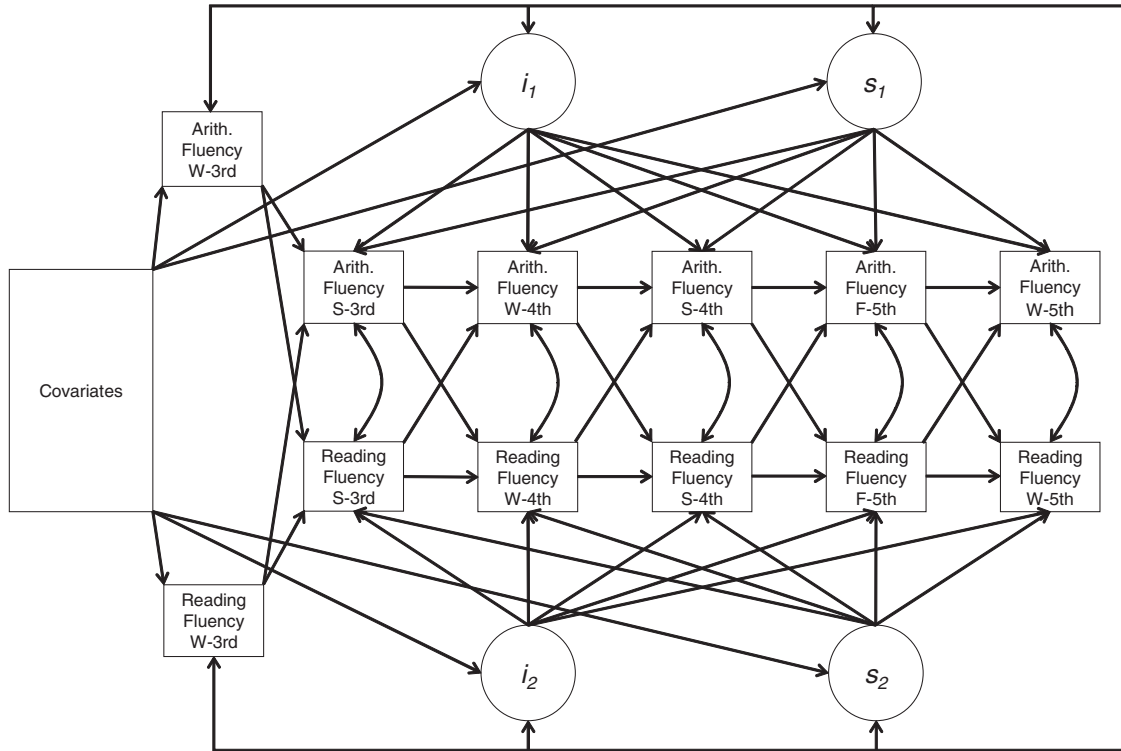 i1
s1
Arith.
Fluency
W-3rd
Arith.
Fluency
S-3rd
Arith.
Fluency
W-4th
Arith.
Fluency
S-4th
Arith.
Fluency
F-5th
Arith.
Fluency
W-5th
Covariates
Reading
Fluency
S-3rd
Reading
Fluency
W-4th
Reading
Fluency
S-4th
Reading
Fluency
F-5th
Reading
Fluency
W-5th
Reading
Fluency
W-3rd
i2
s2